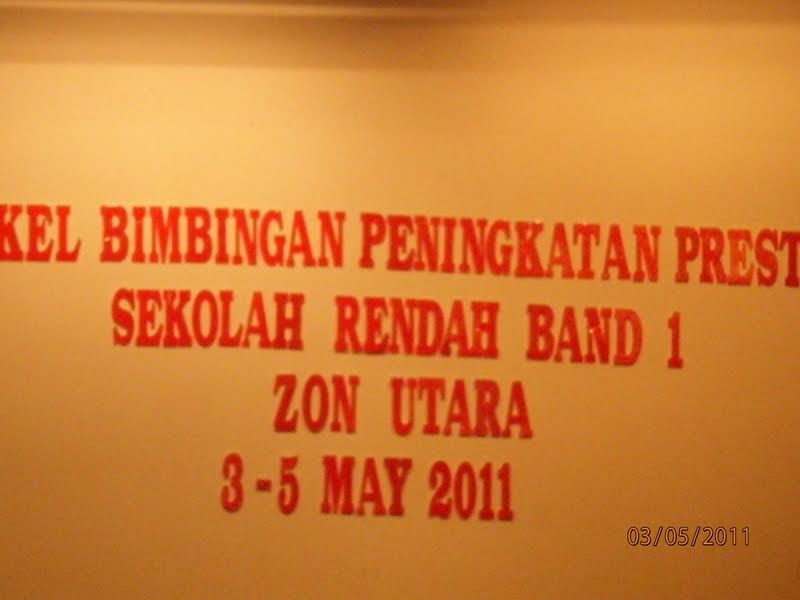 KEL BIMBINGAN PENINGKATAN PREST
SEKOLAH RENDAH BAND 1
ZON UTARA
3-5 MAY 2011
03/05/2011